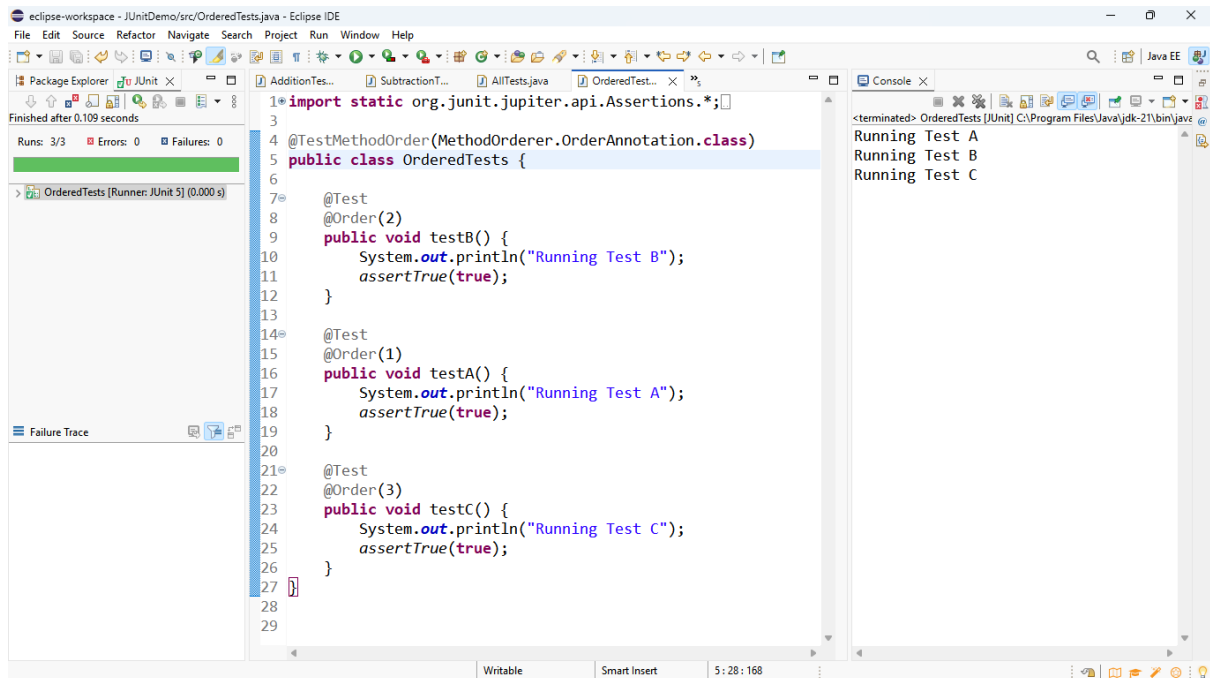 eclipse-workspace - JUnitDemo/src/OrderedTests.java - Eclipse IDE
File Edit Source Refactor Navigate Search Project Run Window Help
Java EE
Package Explorer JUnit
Finished after 0.109 seconds
Runs: 3/3 Errors: 0 Failures: 0
OrderedTests [Runner: JUnit 5] (0.000 s)
Failure Trace
AdditionTes... SubtractionT... AllTests.java OrderedTest... »5
1 import static org.junit.jupiter.api.Assertions.*;
3
4 @TestMethodOrder(MethodOrderer.OrderAnnotation.class)
5 public class OrderedTests {
6
7 @Test
8 @Order(2)
9 public void testB() {
10 System.out.println("Running Test B");
11 assertTrue(true);
12 }
13
14 @Test
15 @Order(1)
16 public void testA() {
17 System.out.println("Running Test A");
18 assertTrue(true);
19 }
20
21 @Test
22 @Order(3)
23 public void testC() {
24 System.out.println("Running Test C");
25 assertTrue(true);
26 }
27 }
28
29
Console
<terminated> OrderedTests [JUnit] C:\Program Files\Java\jdk-21\bin\java
Running Test A
Running Test B
Running Test C
Writable Smart Insert 5 : 28 : 168